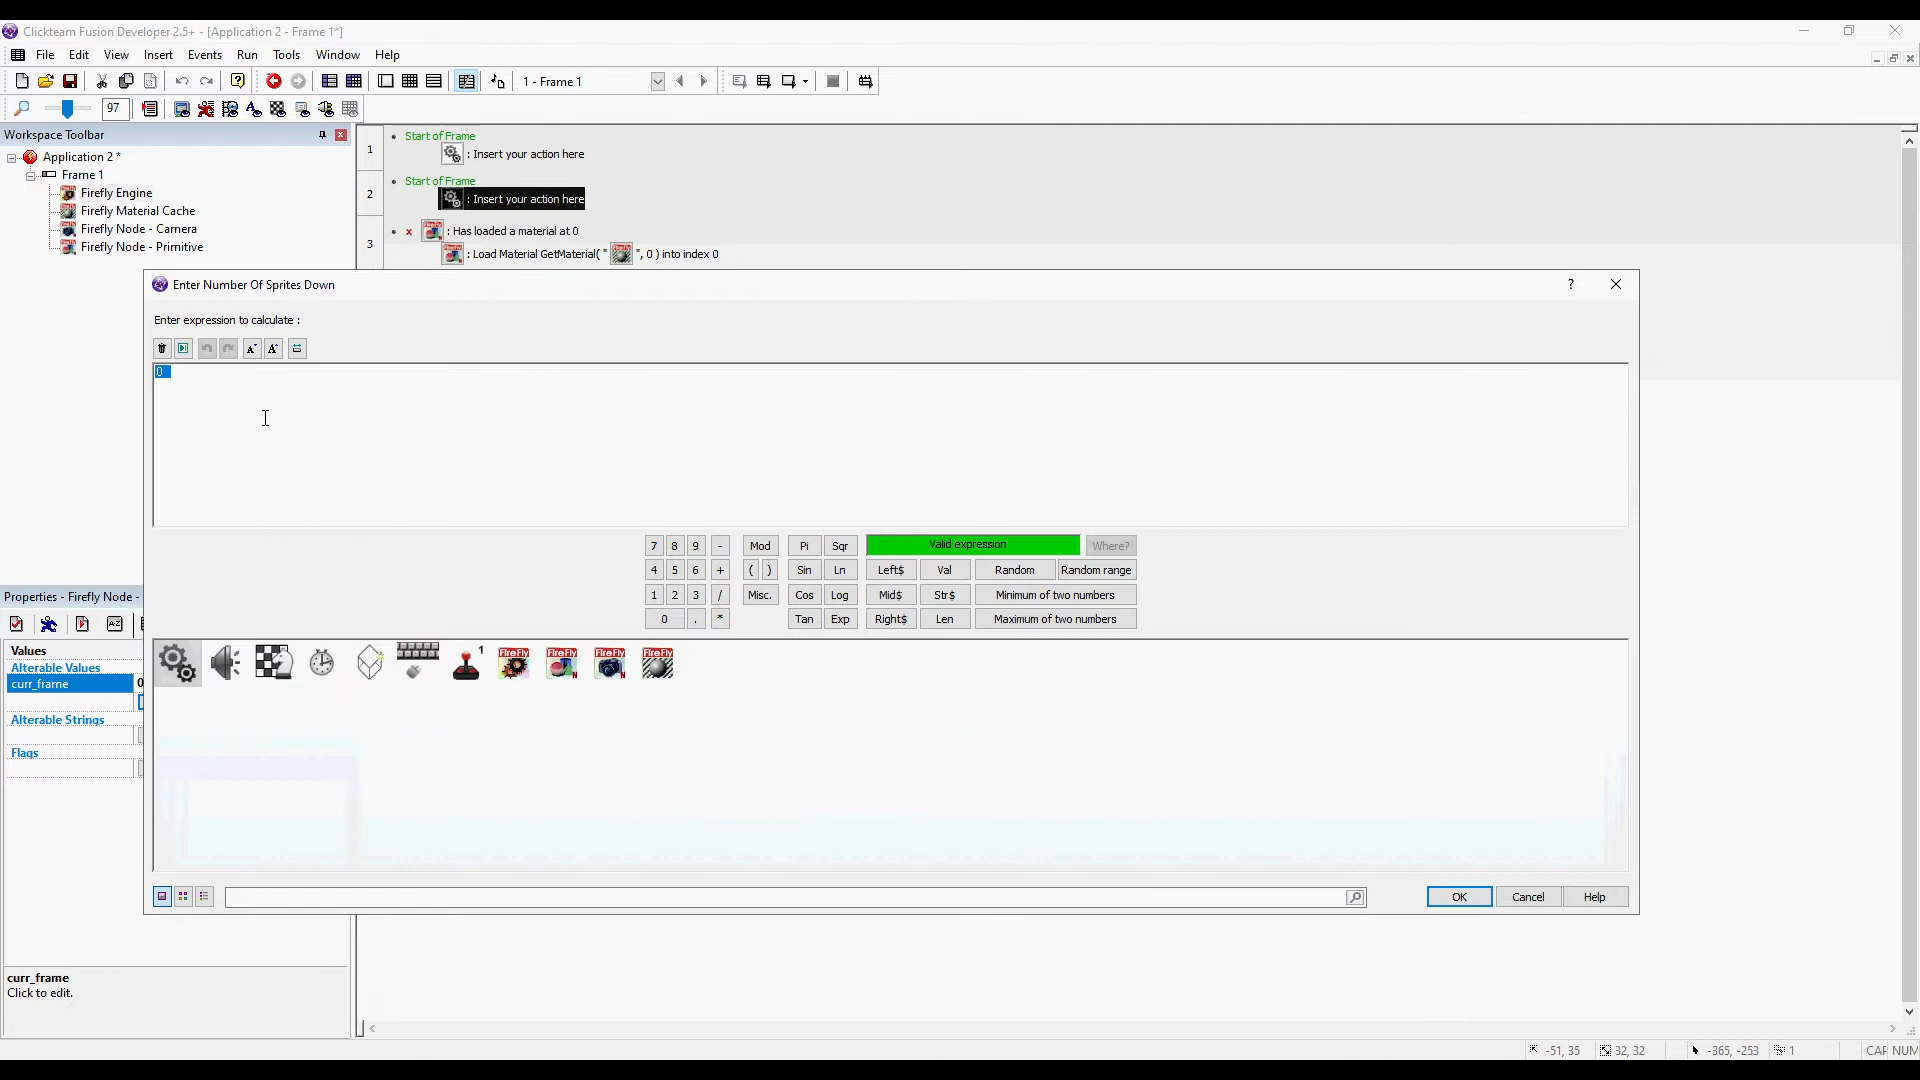 Clickteam Fusion Developer 2.5+ - [Application 2 - Frame 1*]
File Edit View Insert Events Run Tools Window Help
1 - Frame 1
97
Workspace Toolbar
Application 2 *
Frame 1
Firefly Engine
Firefly Material Cache
Firefly Node - Camera
Firefly Node - Primitive
1
Start of Frame
: Insert your action here
2
Start of Frame
: Insert your action here
3
x : Has loaded a material at 0
: Load Material GetMaterial( " ", 0 ) into index 0
Enter Number Of Sprites Down
Enter expression to calculate :
0
7 8 9 - Mod Pi Sqr Valid expression Where?
4 5 6 + ( ) Sin Ln Left$ Val Random Random range
1 2 3 / Misc. Cos Log Mid$ Str$ Minimum of two numbers
0 . * Tan Exp Right$ Len Maximum of two numbers
1 FireFly FireFly N FireFly N FireFly
OK Cancel Help
Properties - Firefly Node -
Values
Alterable Values
curr_frame 0
Alterable Strings
Flags
curr_frame
Click to edit.
-51, 35 32, 32 -365, -253 1 CAP NUM